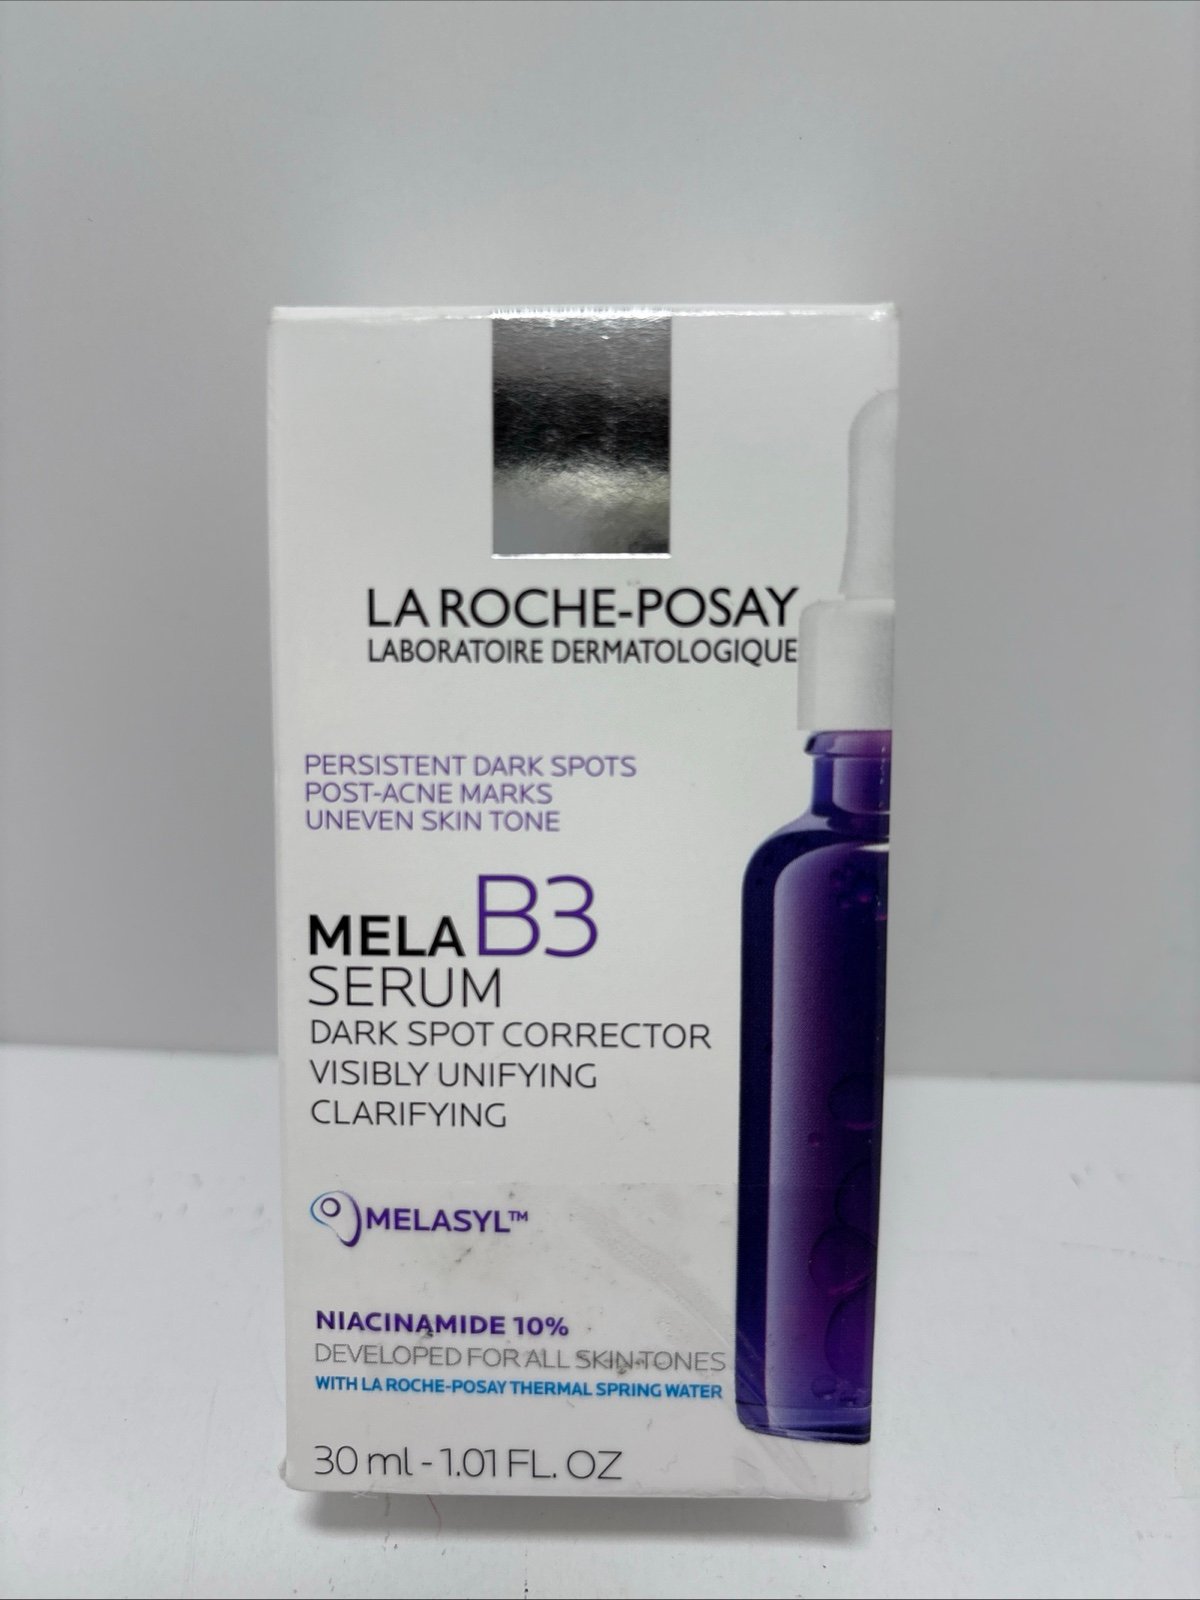 LA ROCHE-POSAY
LABORATOIRE DERMATOLOGIQUE
PERSISTENT DARK SPOTS
POST-ACNE MARKS
UNEVEN SKIN TONE
MELA B3
SERUM
DARK SPOT CORRECTOR
VISIBLY UNIFYING
CLARIFYING
MELASYL™
NIACINAMIDE 10%
DEVELOPED FOR ALL SKIN TONES
WITH LA ROCHE-POSAY THERMAL SPRING WATER
30 ml - 1.01 FL. OZ